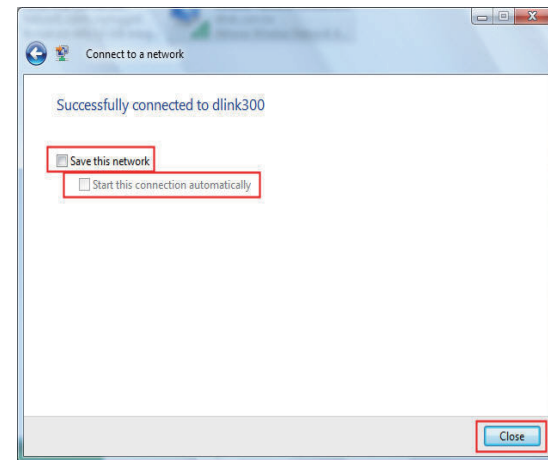 Connect to a network
Successfully connected to dlink300
Save this network
Start this connection automatically
Close